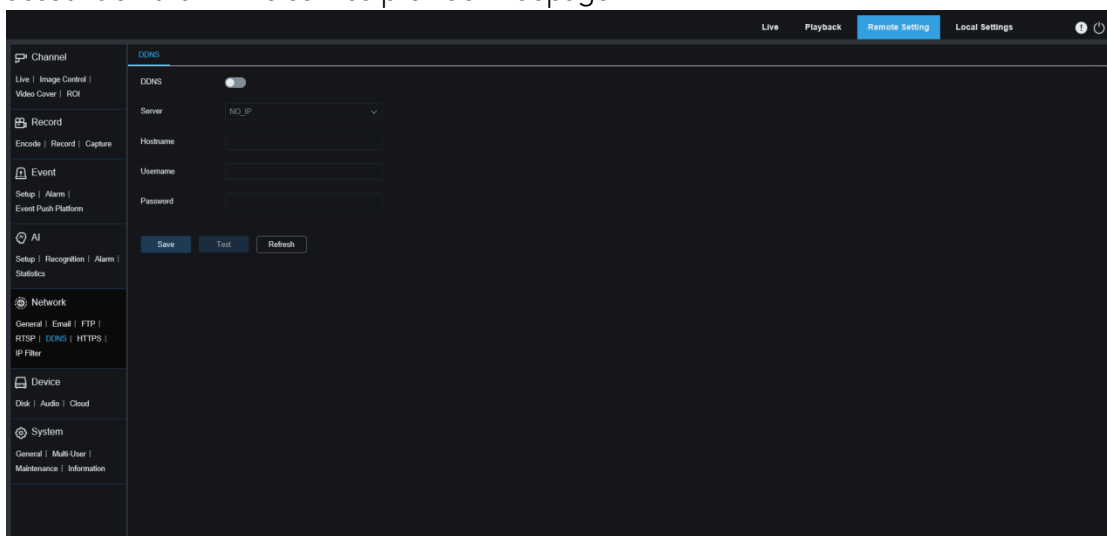 Live Playback Remote Setting Local Settings
Channel
Live | Image Control |
Video Cover | ROI
Record
Encode | Record | Capture
Event
Setup | Alarm |
Event Push Platform
AI
Setup | Recognition | Alarm |
Statistics
Network
General | Email | FTP |
RTSP | DDNS | HTTPS |
IP Filter
Device
Disk | Audio | Cloud
System
General | Multi-User |
Maintenance | Information
DDNS
DDNS
Server NO_IP
Hostname
Username
Password
Save Test Refresh